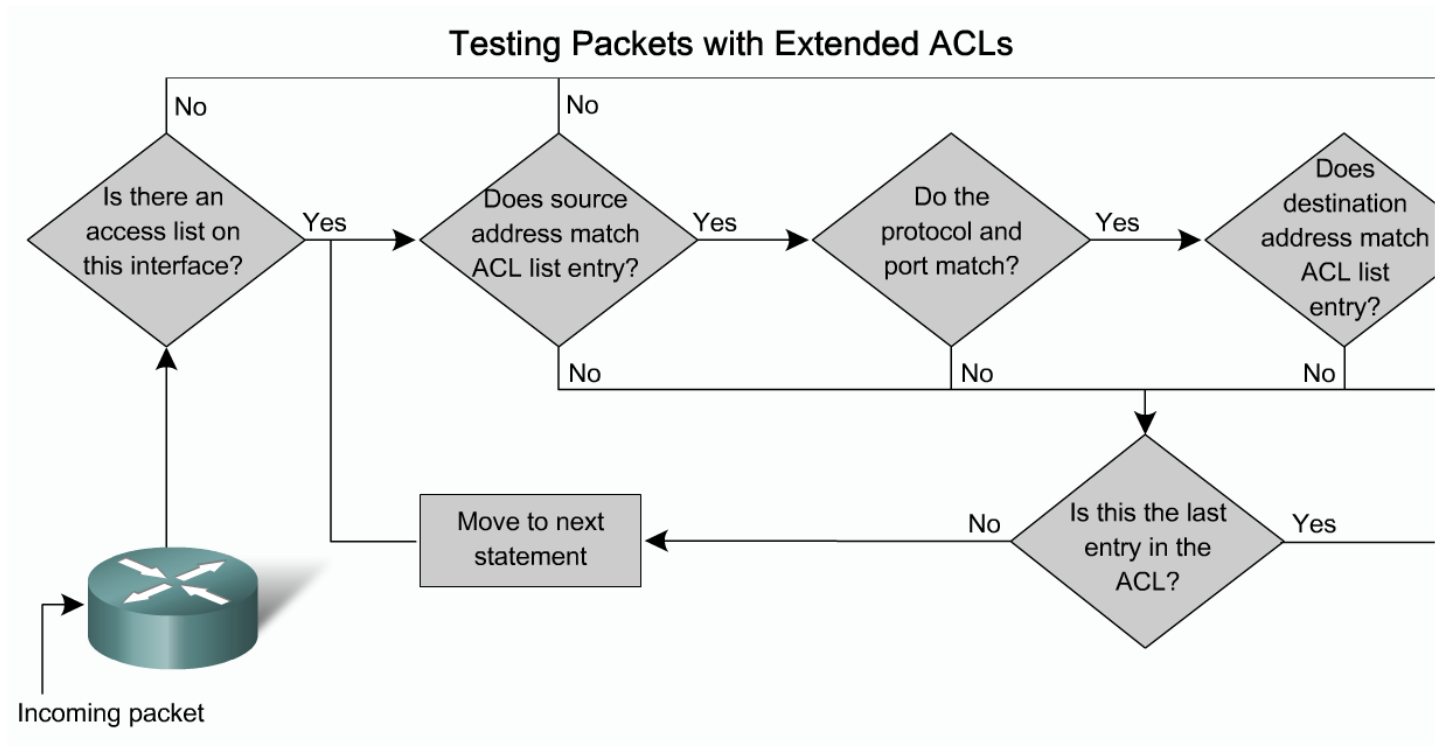 Testing Packets with Extended ACLs
No
No
Is there an
access list on
this interface?
Yes
Does source
address match
ACL list entry?
Yes
Do the
protocol and
port match?
Yes
Does
destination
address match
ACL list
entry?
No
No
No
Move to next
statement
No
Is this the last
entry in the
ACL?
Yes
Incoming packet